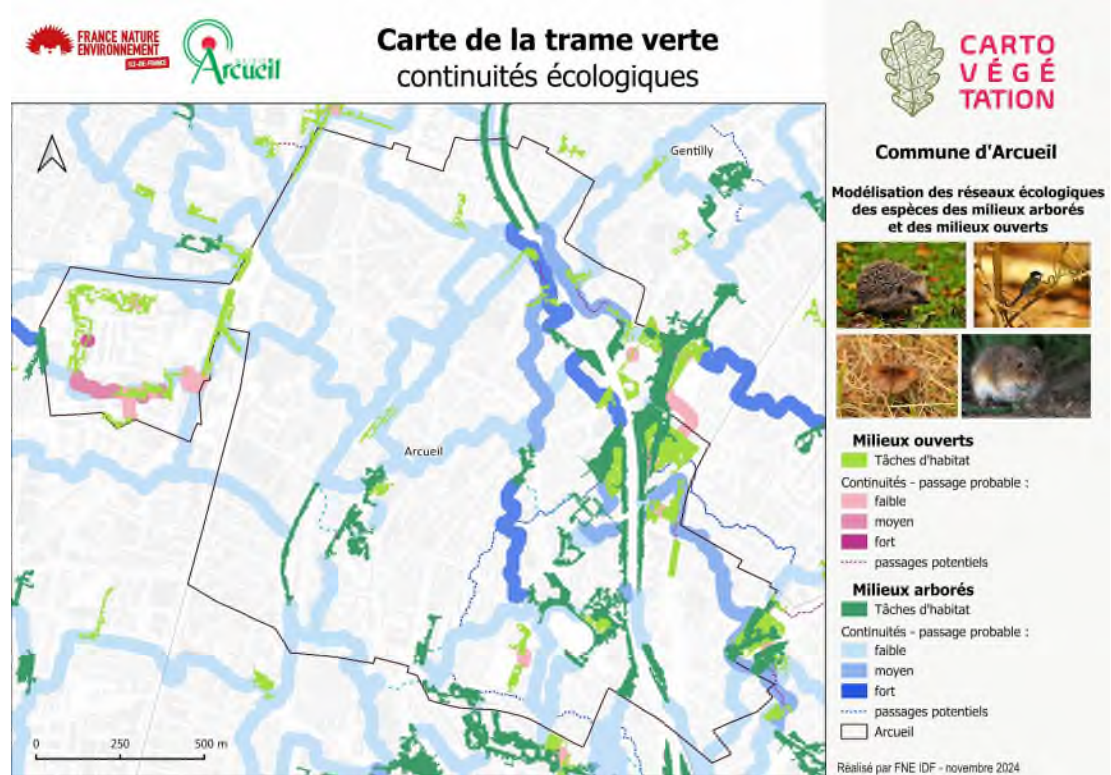 FRANCE NATURE
ENVIRONNEMENT
ILE-DE-FRANCE
Arcueil
Carte de la trame verte
continuités écologiques
CARTO
VÉGÉ
TATION
Commune d'Arcueil
Modélisation des réseaux écologiques
des espèces des milieux arborés
et des milieux ouverts
Gentilly
Arcueil
0 250 500 m
Milieux ouverts
Tâches d'habitat
Continuités - passage probable :
faible
moyen
fort
passages potentiels
Milieux arborés
Tâches d'habitat
Continuités - passage probable :
faible
moyen
fort
passages potentiels
Arcueil
Réalisé par FNE IDF - novembre 2024